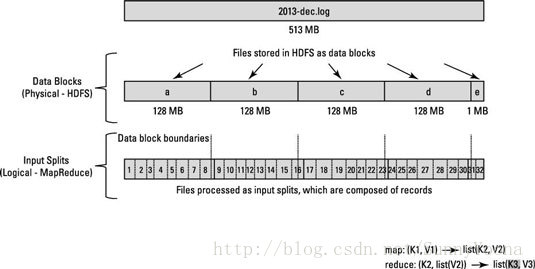 2013-dec.log
513 MB
Files stored in HDFS as data blocks
Data Blocks
(Physical - HDFS)
a b c d e
128 MB 128 MB 128 MB 128 MB 1 MB
Data block boundaries
Input Splits
(Logical - MapReduce)
1 2 3 4 5 6 7 8 9 10 11 12 13 14 15 16 17 18 19 20 21 22 23 24 25 26 27 28 29 30 31 32
Files processed as input splits, which are composed of records
map: (K1, V1) list(K2, V2)
reduce: (K2, list(V2)) list(K3, V3)